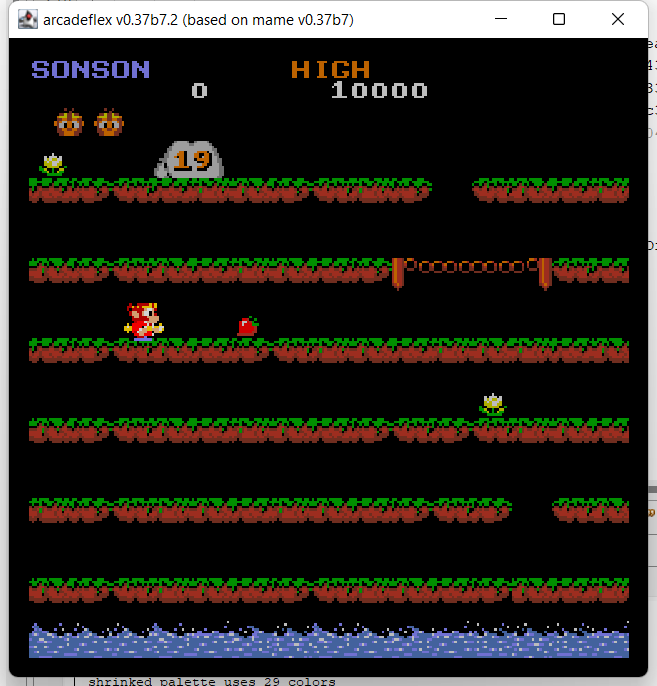 arcadeflex v0.37b7.2 (based on mame v0.37b7)
SONSON HIGH
0 10000
19
shrinked palette uses 29 colors